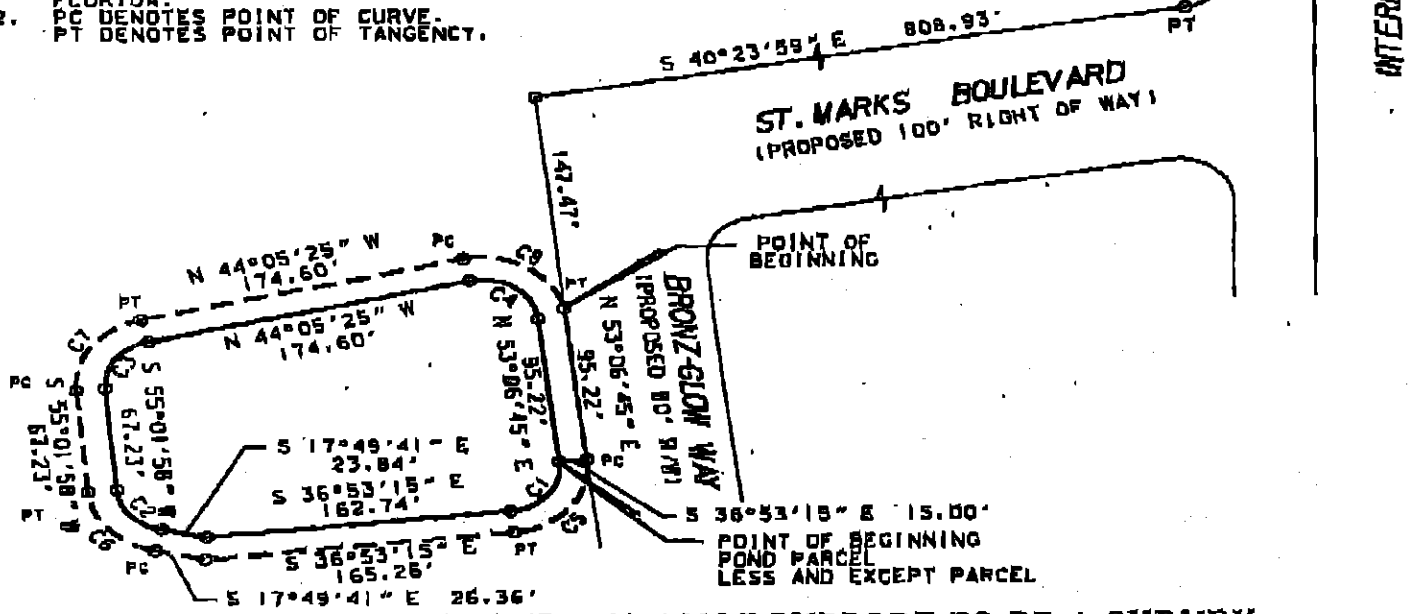 2. PC DENOTES POINT OF CURVE.
PT DENOTES POINT OF TANGENCY.
S 40°23'59" E 808.93'
PT
ST. MARKS BOULEVARD
(PROPOSED 100' RIGHT OF WAY)
147.47'
POINT OF
BEGINNING
N 44°05'25" W
174.60'
PC
C8
PT
PT
N 44°05'25" W
174.60'
C4
N 53°06'45" E
95.22'
N 53°06'45" E
95.22'
BRONZ-GLOW WAY
(PROPOSED 80' R/W)
C7
C3
PC
S 55°01'58" W
67.23'
S 55°01'58" W
67.23'
S 17°49'41" E
23.84'
S 36°53'15" E
162.74'
PC
PT
C2
C6
C5
PC
PT
S 36°53'15" E
165.26'
S 17°49'41" E 26.36'
S 36°53'15" E 15.00'
POINT OF BEGINNING
POND PARCEL
LESS AND EXCEPT PARCEL